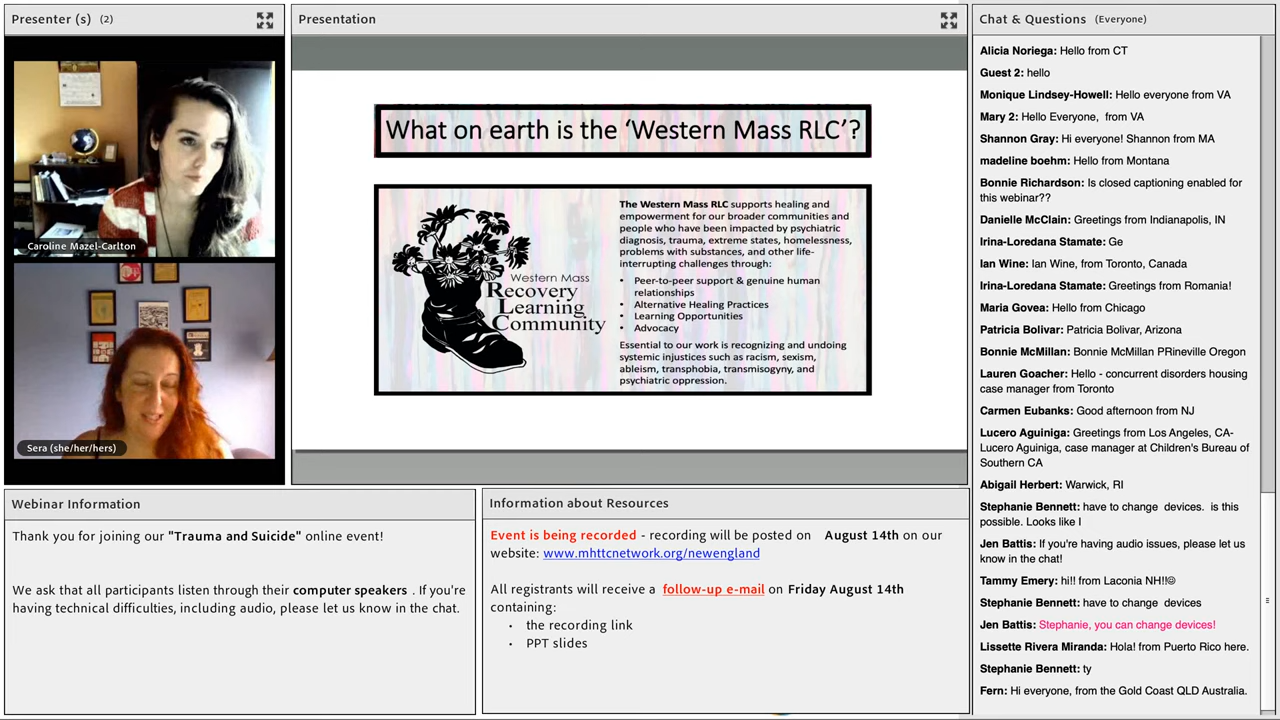 Presenter (s) (2)
Caroline Mazel-Carlton
Sera (she/her/hers)
Presentation
What on earth is the ‘Western Mass RLC’?
Western Mass
Recovery
Learning
Community
The Western Mass RLC supports healing and
empowerment for our broader communities and
people who have been impacted by psychiatric
diagnosis, trauma, extreme states, homelessness,
problems with substances, and other life-
interrupting challenges through:
• Peer-to-peer support & genuine human
relationships
• Alternative Healing Practices
• Learning Opportunities
• Advocacy
Essential to our work is recognizing and undoing
systemic injustices such as racism, sexism,
ableism, transphobia, transmisogyny, and
psychiatric oppression.
Webinar Information
Thank you for joining our "Trauma and Suicide" online event!
We ask that all participants listen through their computer speakers . If you're
having technical difficulties, including audio, please let us know in the chat.
Information about Resources
Event is being recorded - recording will be posted on August 14th on our
website: www.mhttcnetwork.org/newengland
All registrants will receive a follow-up e-mail on Friday August 14th
containing:
• the recording link
• PPT slides
Chat & Questions (Everyone)
Alicia Noriega: Hello from CT
Guest 2: hello
Monique Lindsey-Howell: Hello everyone from VA
Mary 2: Hello Everyone, from VA
Shannon Gray: Hi everyone! Shannon from MA
madeline boehm: Hello from Montana
Bonnie Richardson: Is closed captioning enabled for
this webinar??
Danielle McClain: Greetings from Indianapolis, IN
Irina-Loredana Stamate: Ge
Ian Wine: Ian Wine, from Toronto, Canada
Irina-Loredana Stamate: Greetings from Romania!
Maria Govea: Hello from Chicago
Patricia Bolivar: Patricia Bolivar, Arizona
Bonnie McMillan: Bonnie McMillan PRineville Oregon
Lauren Goacher: Hello - concurrent disorders housing
case manager from Toronto
Carmen Eubanks: Good afternoon from NJ
Lucero Aguiniga: Greetings from Los Angeles, CA-
Lucero Aguiniga, case manager at Children's Bureau of
Southern CA
Abigail Herbert: Warwick, RI
Stephanie Bennett: have to change devices. is this
possible. Looks like I
Jen Battis: If you're having audio issues, please let us
know in the chat!
Tammy Emery: hi!! from Laconia NH!!☺
Stephanie Bennett: have to change devices
Jen Battis: Stephanie, you can change devices!
Lissette Rivera Miranda: Hola! from Puerto Rico here.
Stephanie Bennett: ty
Fern: Hi everyone, from the Gold Coast QLD Australia.